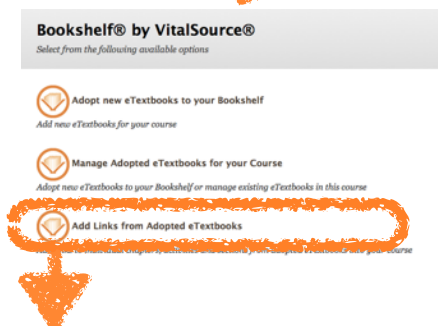 Bookshelf® by VitalSource®
Select from the following available options
Adopt new eTextbooks to your Bookshelf
Add new eTextbooks for your course
Manage Adopted eTextbooks for your Course
Adopt new eTextbooks to your Bookshelf or manage existing eTextbooks in this course
Add Links from Adopted eTextbooks
course